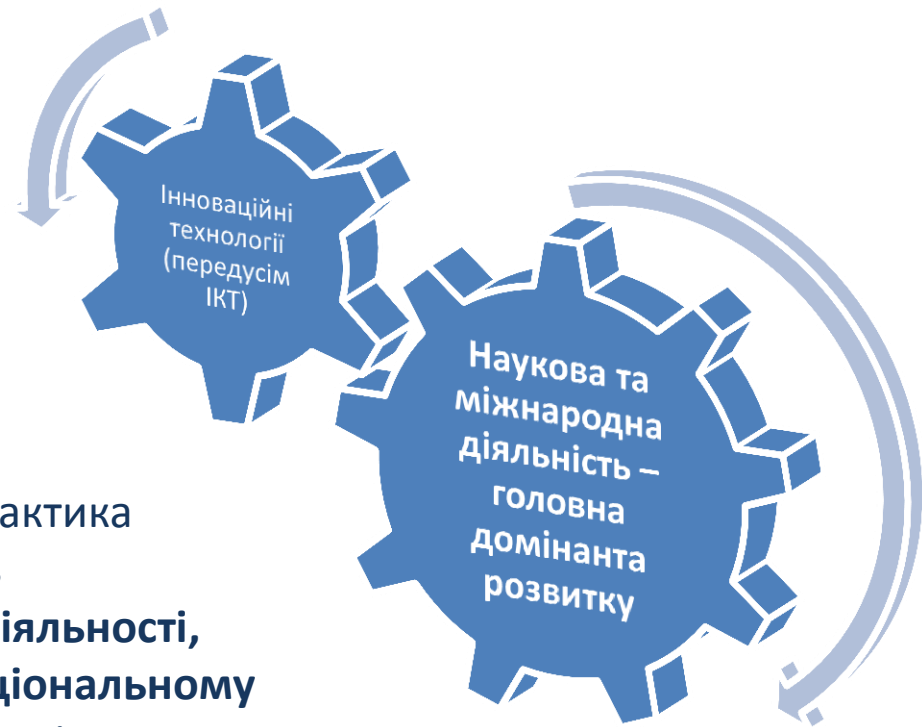 Інноваційні
технології
(передусім
ІКТ)
Наукова та
міжнародна
діяльність –
головна
домінанта
розвитку
актика
іяльності,
ціональному